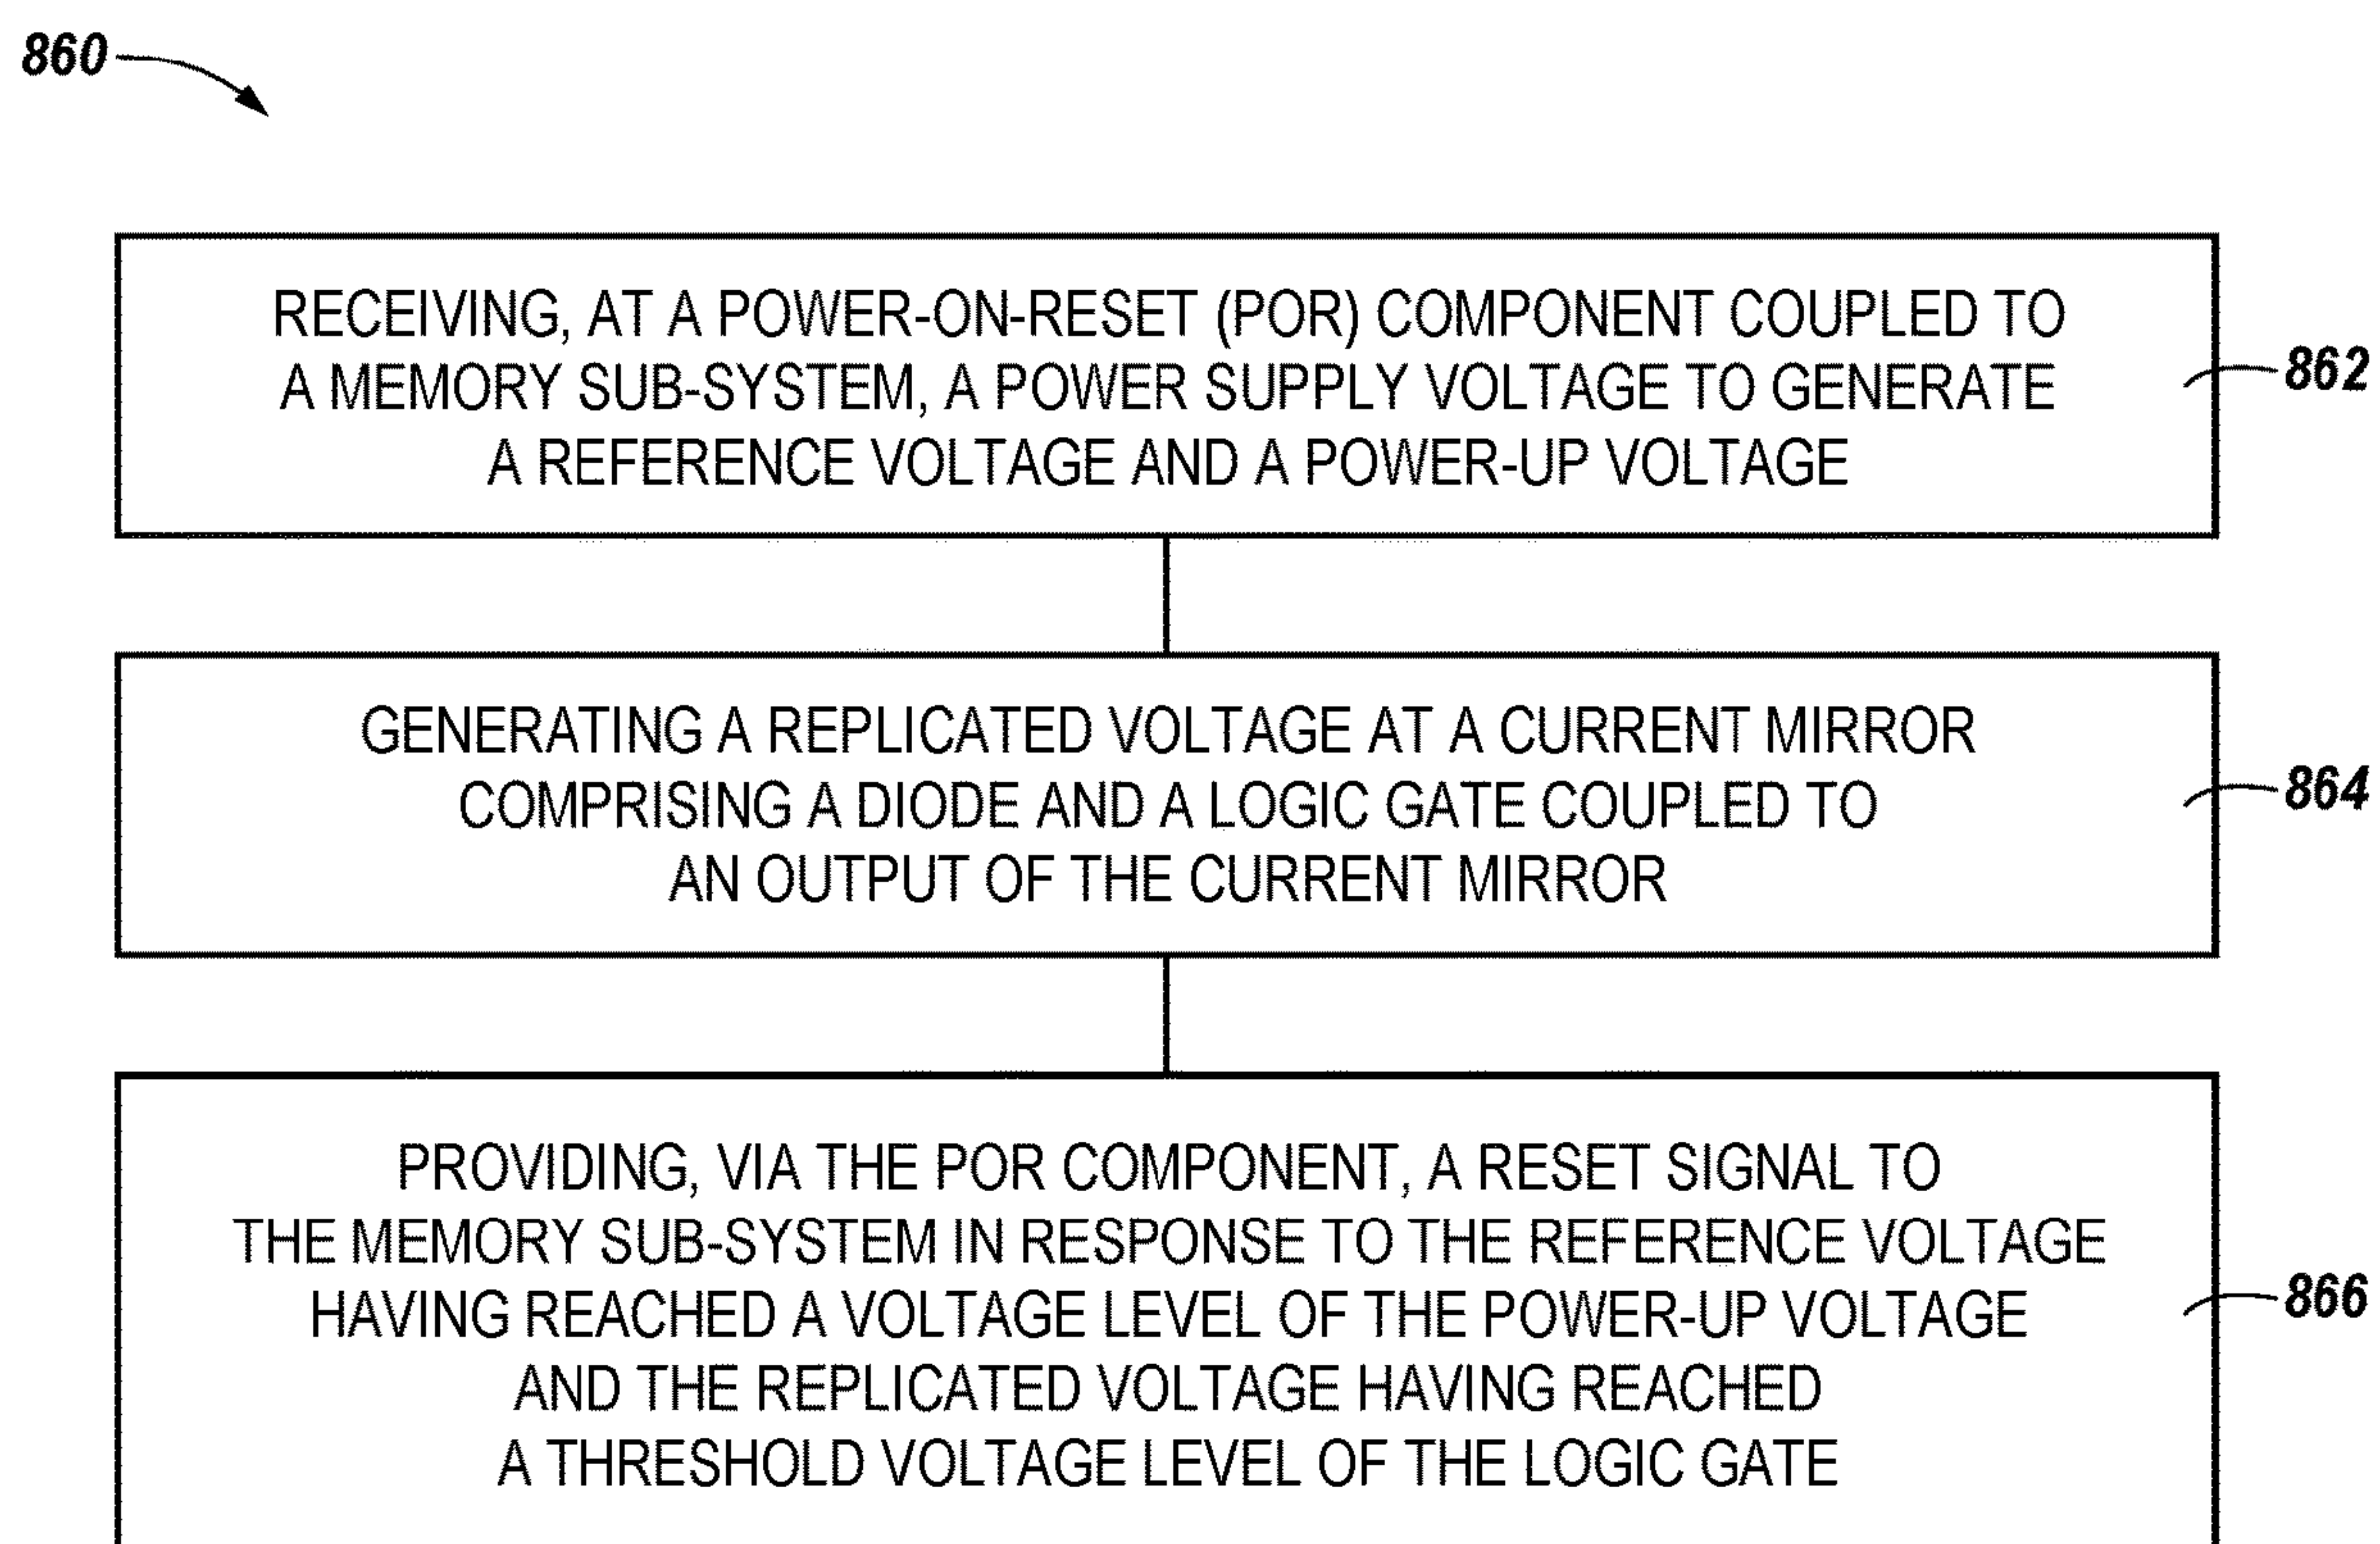 860
RECEIVING, AT A POWER-ON-RESET (POR) COMPONENT COUPLED TO
A MEMORY SUB-SYSTEM, A POWER SUPPLY VOLTAGE TO GENERATE
A REFERENCE VOLTAGE AND A POWER-UP VOLTAGE
862
GENERATING A REPLICATED VOLTAGE AT A CURRENT MIRROR
COMPRISING A DIODE AND A LOGIC GATE COUPLED TO
AN OUTPUT OF THE CURRENT MIRROR
864
PROVIDING, VIA THE POR COMPONENT, A RESET SIGNAL TO
THE MEMORY SUB-SYSTEM IN RESPONSE TO THE REFERENCE VOLTAGE
HAVING REACHED A VOLTAGE LEVEL OF THE POWER-UP VOLTAGE
AND THE REPLICATED VOLTAGE HAVING REACHED
A THRESHOLD VOLTAGE LEVEL OF THE LOGIC GATE
866